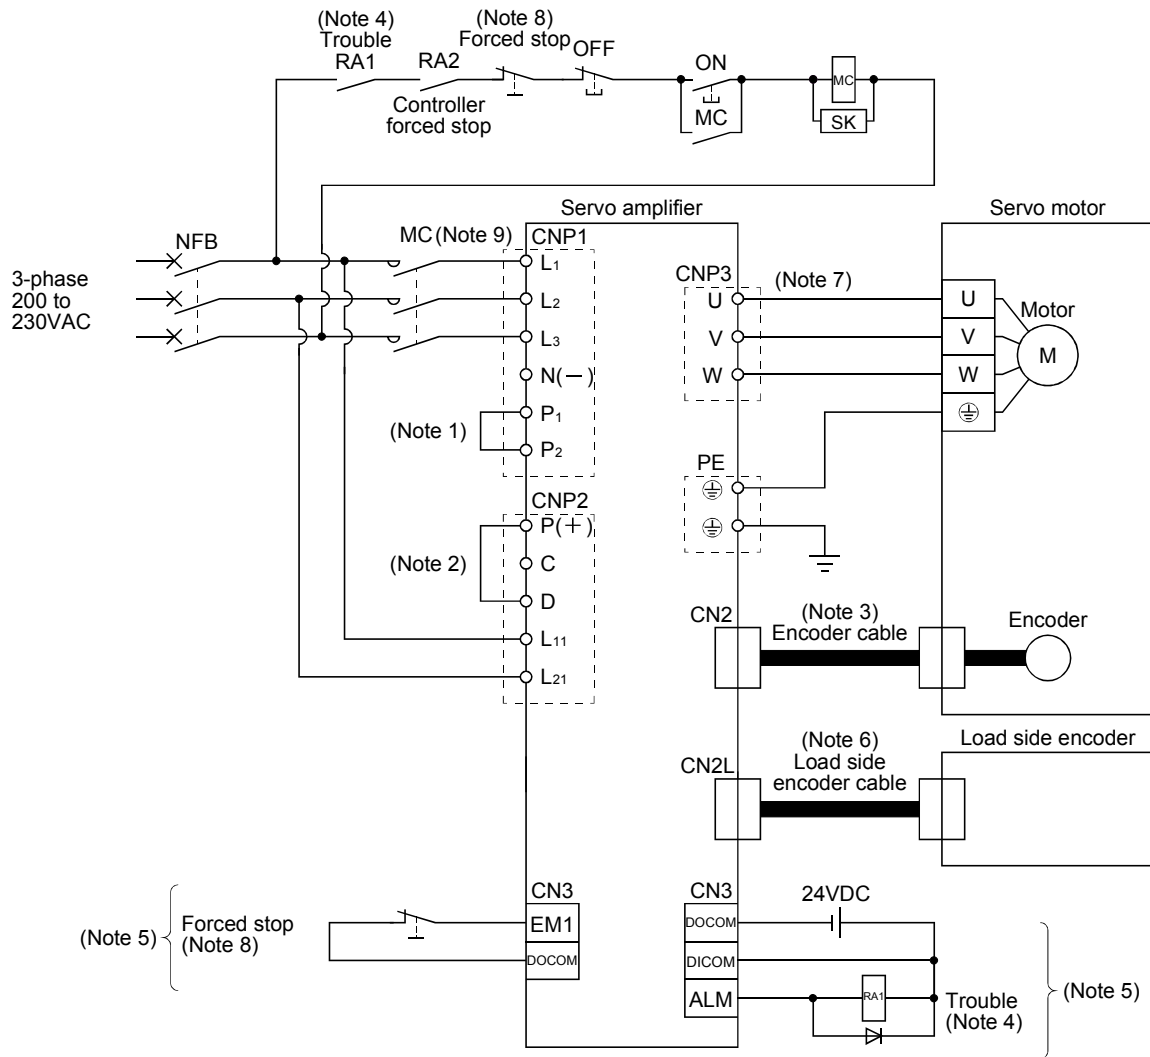 (Note 4)
Trouble
RA1
RA2
(Note 8)
Forced stop
OFF
ON
MC
MC
SK
Controller
forced stop
Servo amplifier
Servo motor
NFB
MC (Note 9)
CNP1
3-phase
200 to
230VAC
L1
L2
L3
N(−)
P1
P2
(Note 1)
CNP3
U
V
W
(Note 7)
U
V
W
Motor
M
PE
CNP2
P(+)
C
D
L11
L21
(Note 2)
CN2
(Note 3)
Encoder cable
Encoder
CN2L
(Note 6)
Load side
encoder cable
Load side encoder
(Note 5)
Forced stop
(Note 8)
CN3
EM1
DOCOM
CN3
DOCOM
DICOM
ALM
24VDC
RA1
Trouble
(Note 4)
(Note 5)